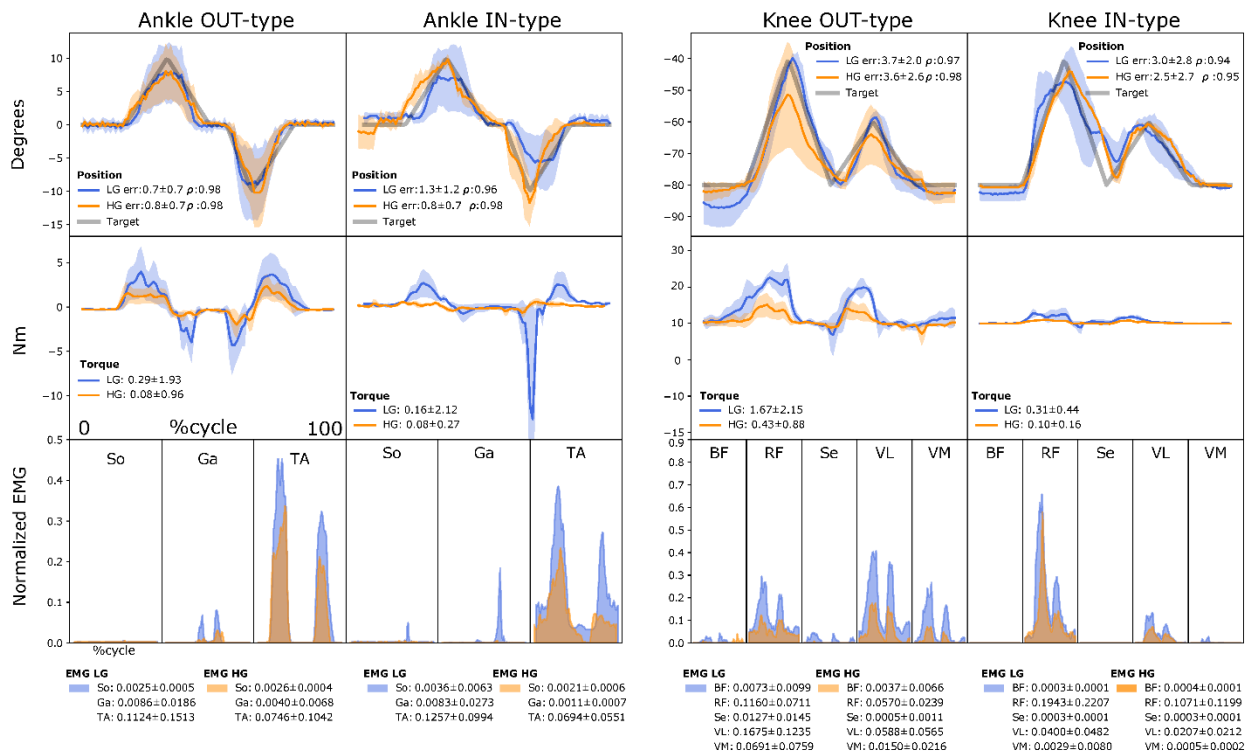 Ankle OUT-type
Ankle IN-type
Knee OUT-type
Knee IN-type
Degrees
10
5
0
−5
−10
−15
Position
LG err:0.7±0.7 ρ:0.98
HG err:0.8±0.7 ρ:0.98
Target
Position
LG err:1.3±1.2 ρ:0.96
HG err:0.8±0.7 ρ:0.98
Target
−40
−50
−60
−70
−80
−90
Position
LG err:3.7±2.0 ρ:0.97
HG err:3.6±2.6 ρ:0.98
Target
Position
LG err:3.0±2.8 ρ:0.94
HG err:2.5±2.7 ρ:0.95
Target
Nm
5
0
−5
−10
Torque
LG: 0.29±1.93
HG: 0.08±0.96
0 %cycle 100
Torque
LG: 0.16±2.12
HG: 0.08±0.27
30
20
10
0
−10
−15
Torque
LG: 1.67±2.15
HG: 0.43±0.88
Torque
LG: 0.31±0.44
HG: 0.10±0.16
Normalized EMG
0.5
0.4
0.3
0.2
0.1
0.0
So Ga TA
So Ga TA
%cycle
0.9
0.8
0.7
0.6
0.5
0.4
0.3
0.2
0.1
0.0
BF RF Se VL VM
BF RF Se VL VM
EMG LG
So: 0.0025±0.0005
Ga: 0.0086±0.0186
TA: 0.1124±0.1513
EMG HG
So: 0.0026±0.0004
Ga: 0.0040±0.0068
TA: 0.0746±0.1042
EMG LG
So: 0.0036±0.0063
Ga: 0.0083±0.0273
TA: 0.1257±0.0994
EMG HG
So: 0.0021±0.0006
Ga: 0.0011±0.0007
TA: 0.0694±0.0551
EMG LG
BF: 0.0073±0.0099
RF: 0.1160±0.0711
Se: 0.0127±0.0145
VL: 0.1675±0.1235
VM: 0.0691±0.0759
EMG HG
BF: 0.0037±0.0066
RF: 0.0570±0.0239
Se: 0.0005±0.0011
VL: 0.0588±0.0565
VM: 0.0150±0.0216
EMG LG
BF: 0.0003±0.0001
RF: 0.1943±0.2207
Se: 0.0003±0.0001
VL: 0.0400±0.0482
VM: 0.0029±0.0080
EMG HG
BF: 0.0004±0.0001
RF: 0.1071±0.1199
Se: 0.0003±0.0001
VL: 0.0207±0.0212
VM: 0.0005±0.0002